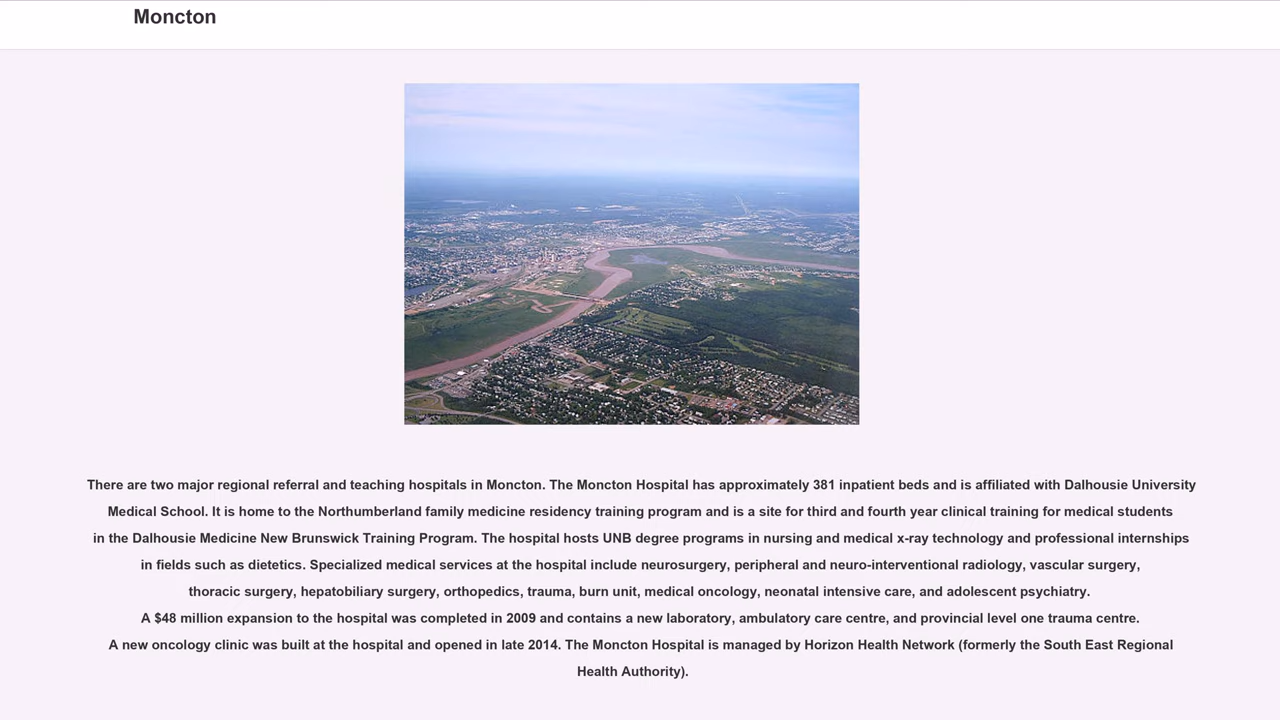 Moncton
There are two major regional referral and teaching hospitals in Moncton. The Moncton Hospital has approximately 381 inpatient beds and is affiliated with Dalhousie University
Medical School. It is home to the Northumberland family medicine residency training program and is a site for third and fourth year clinical training for medical students
in the Dalhousie Medicine New Brunswick Training Program. The hospital hosts UNB degree programs in nursing and medical x-ray technology and professional internships
in fields such as dietetics. Specialized medical services at the hospital include neurosurgery, peripheral and neuro-interventional radiology, vascular surgery,
thoracic surgery, hepatobiliary surgery, orthopedics, trauma, burn unit, medical oncology, neonatal intensive care, and adolescent psychiatry.
A $48 million expansion to the hospital was completed in 2009 and contains a new laboratory, ambulatory care centre, and provincial level one trauma centre.
A new oncology clinic was built at the hospital and opened in late 2014. The Moncton Hospital is managed by Horizon Health Network (formerly the South East Regional
Health Authority).